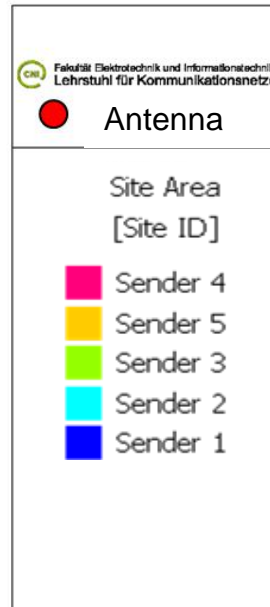 CNI
Fakultät Elektrotechnik und Informationstechnik
Lehrstuhl für Kommunikationsnetze
Antenna
Site Area
[Site ID]
Sender 4
Sender 5
Sender 3
Sender 2
Sender 1